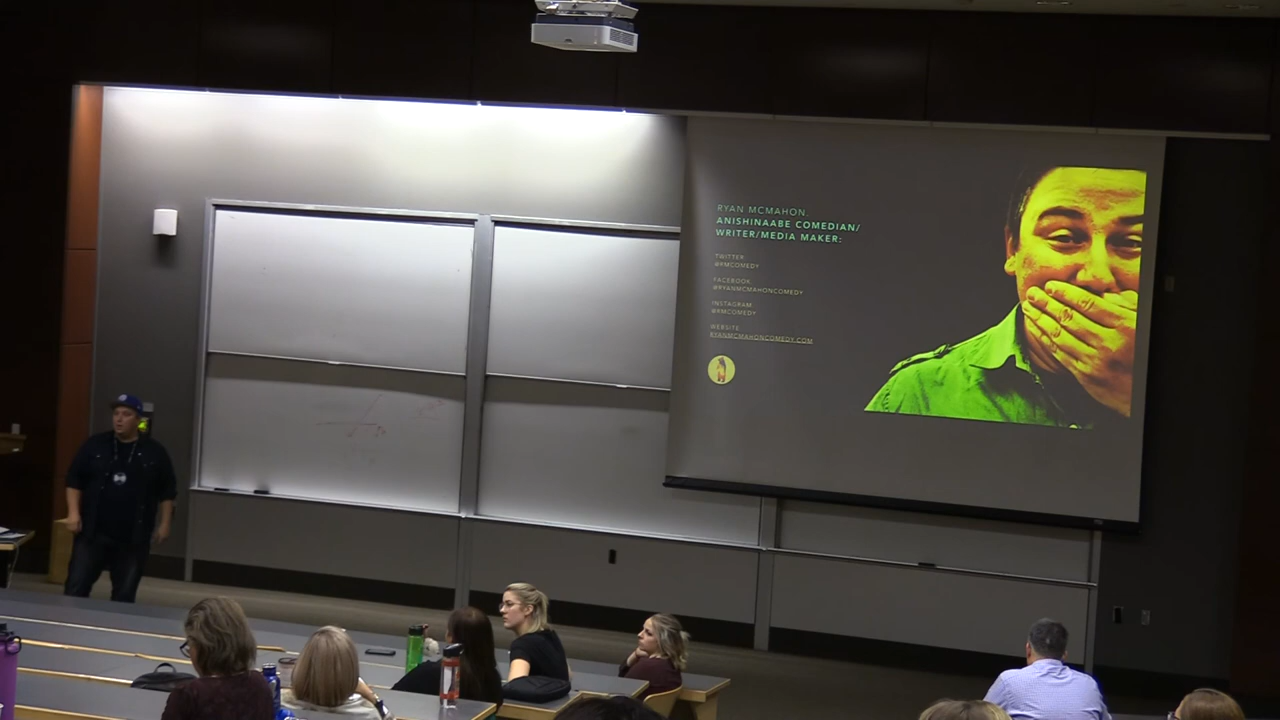 RYAN MCMAHON.
ANISHINAABE COMEDIAN/
WRITER/MEDIA MAKER:
TWITTER:
@RMCOMEDY
FACEBOOK:
@RYANMCMAHONCOMEDY
INSTAGRAM:
@RMCOMEDY
WEBSITE:
RYANMCMAHONCOMEDY.COM